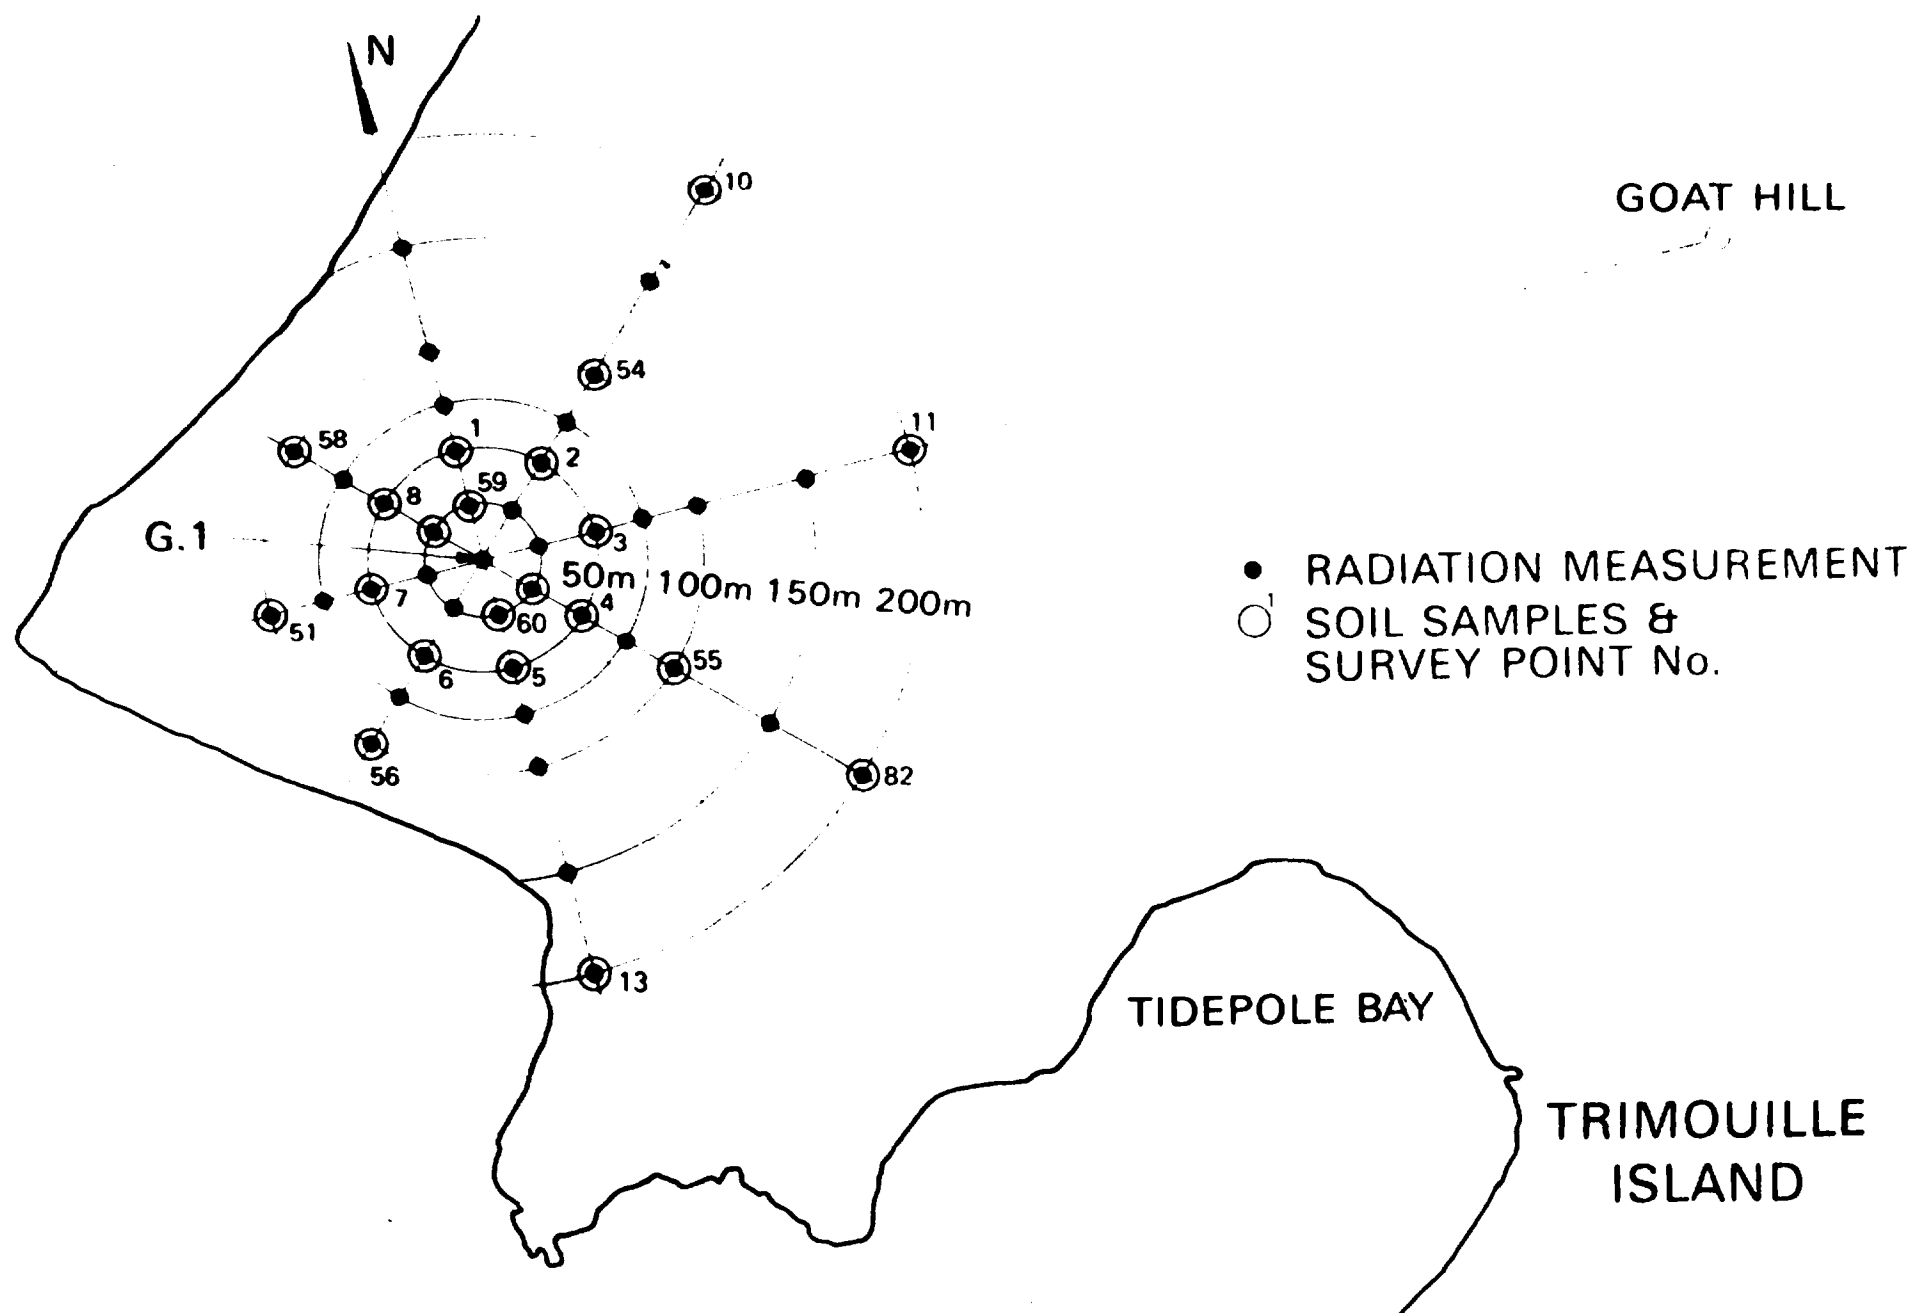 N
10
GOAT HILL
54
11
58
1
2
59
8
G.1
3
50m 100m 150m 200m
RADIATION MEASUREMENT
1
SOIL SAMPLES &
SURVEY POINT No.
7
4
51
60
55
6
5
56
82
13
TIDEPOLE BAY
TRIMOUILLE
ISLAND